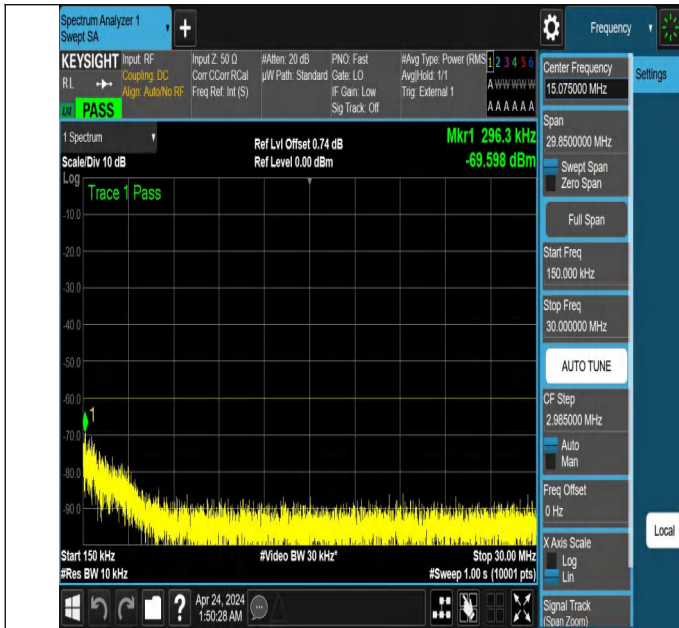 Spectrum Analyzer 1
Swept SA
+
Frequency
KEYSIGHT
RL
Input: RF
Coupling: DC
Align: Auto/No RF
Input Z: 50 Ω
Corr CCorr RCal
Freq Ref: Int (S)
#Atten: 20 dB
µW Path: Standard
PNO: Fast
Gate: LO
IF Gain: Low
Sig Track: Off
#Avg Type: Power (RMS
Avg|Hold: 1/1
Trig: External 1
1 2 3 4 5 6
A W W W W W
A A A A A A
PASS
1 Spectrum
Scale/Div 10 dB
Ref Lvl Offset 0.74 dB
Ref Level 0.00 dBm
Mkr1 296.3 kHz
-69.598 dBm
Log
Trace 1 Pass
-10.0
-20.0
-30.0
-40.0
-50.0
-60.0
-70.0
-80.0
-90.0
1
Start 150 kHz
#Video BW 30 kHz*
Stop 30.00 MHz
#Res BW 10 kHz
#Sweep 1.00 s (10001 pts)
?
Apr 24, 2024
1:50:28 AM
Center Frequency
15.075000 MHz
Settings
Span
29.8500000 MHz
Swept Span
Zero Span
Full Span
Start Freq
150.000 kHz
Stop Freq
30.000000 MHz
AUTO TUNE
CF Step
2.985000 MHz
Auto
Man
Freq Offset
0 Hz
Local
X Axis Scale
Log
Lin
Signal Track
(Span Zoom)